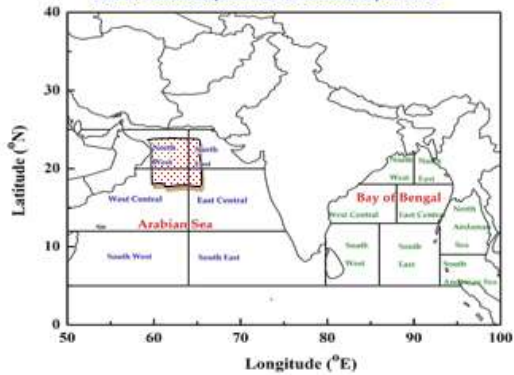 40
30
20
10
0
Latitude (°N)
North West
North East
West Central
East Central
Arabian Sea
South West
South East
North West
North East
Bay of Bengal
West Central
East Central
South West
South East
North Andaman Sea
South Andaman Sea
50 60 70 80 90 100
Longitude (°E)